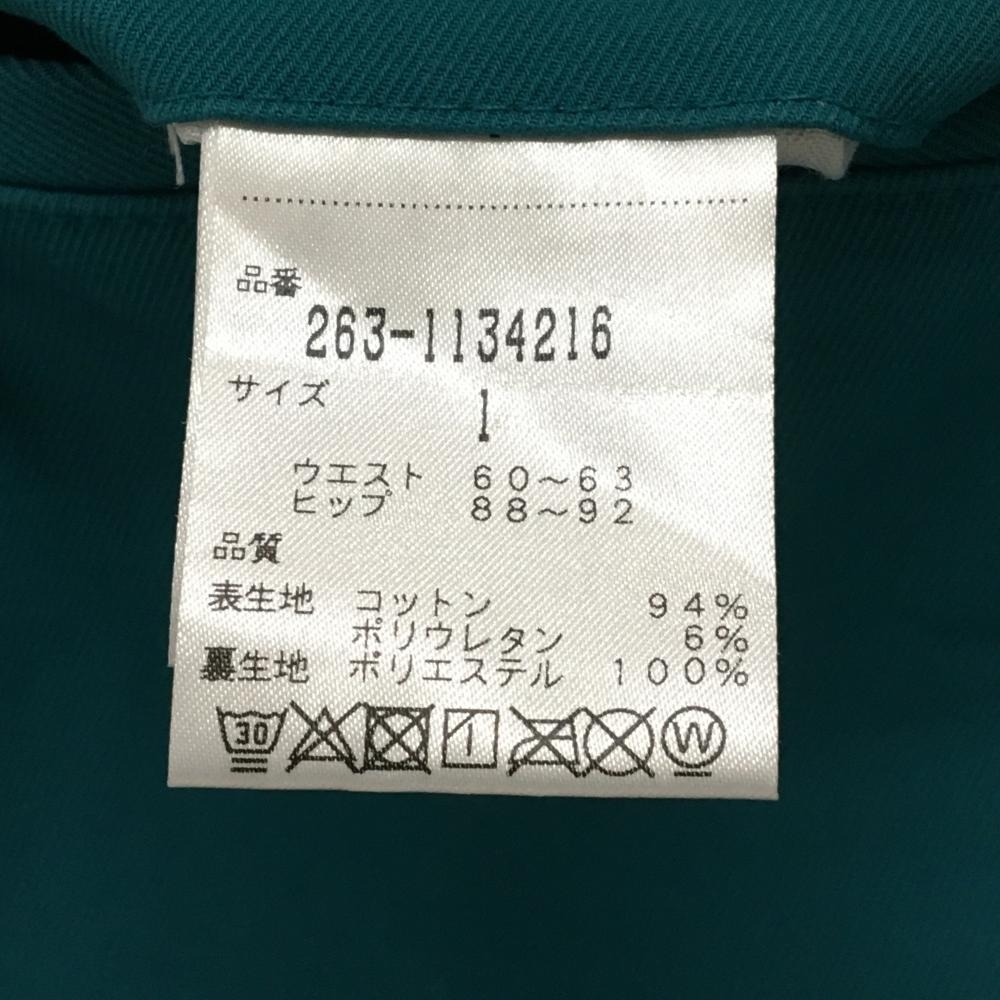 品番
263-1134216
サイズ 1
ウエスト 60～63
ヒップ 88～92
品質
表生地 コットン 94%
ポリウレタン 6%
裏生地 ポリエステル 100%
30 W